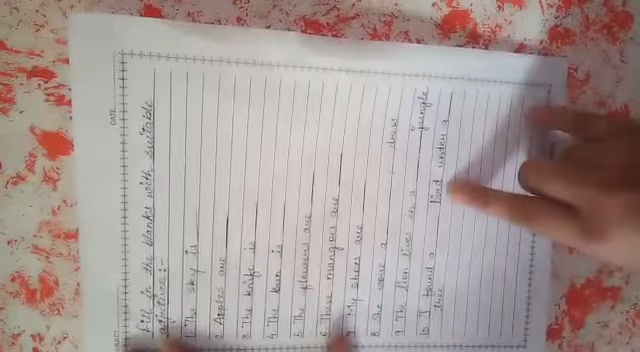 DATE
Fill in the blanks with suitable
adjectives :-
1. The sky is
2. Apples are
3. The knife is
4. The bun is
5. The flowers are
6. These mangoes are
7. My shoes are
8. She wore a dress
9. The lion lives in a jungle
10. I found a bird under a
tree